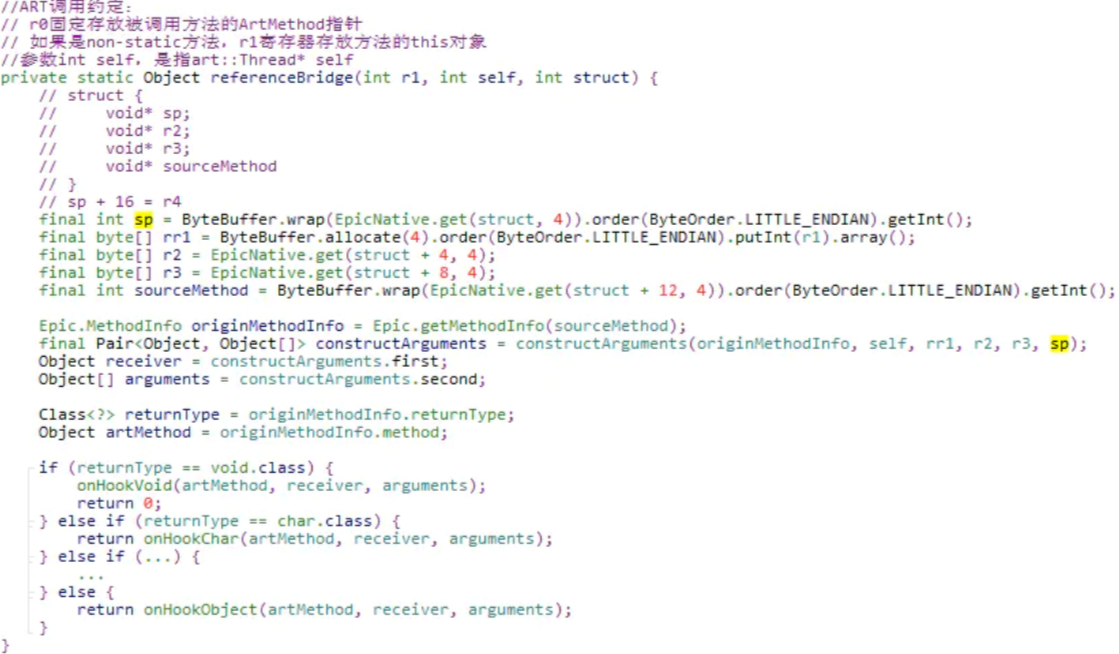 //ART调用约定：
// r0固定存放被调用方法的ArtMethod指针
// 如果是non-static方法，r1寄存器存放方法的this对象
//参数int self，是指art::Thread* self
private static Object referenceBridge(int r1, int self, int struct) {
    // struct {
    //     void* sp;
    //     void* r2;
    //     void* r3;
    //     void* sourceMethod
    // }
    // sp + 16 = r4
    final int sp = ByteBuffer.wrap(EpicNative.get(struct, 4)).order(ByteOrder.LITTLE_ENDIAN).getInt();
    final byte[] rr1 = ByteBuffer.allocate(4).order(ByteOrder.LITTLE_ENDIAN).putInt(r1).array();
    final byte[] r2 = EpicNative.get(struct + 4, 4);
    final byte[] r3 = EpicNative.get(struct + 8, 4);
    final int sourceMethod = ByteBuffer.wrap(EpicNative.get(struct + 12, 4)).order(ByteOrder.LITTLE_ENDIAN).getInt();

    Epic.MethodInfo originMethodInfo = Epic.getMethodInfo(sourceMethod);
    final Pair<Object, Object[]> constructArguments = constructArguments(originMethodInfo, self, rr1, r2, r3, sp);
    Object receiver = constructArguments.first;
    Object[] arguments = constructArguments.second;

    Class<?> returnType = originMethodInfo.returnType;
    Object artMethod = originMethodInfo.method;

    if (returnType == void.class) {
        onHookVoid(artMethod, receiver, arguments);
        return 0;
    } else if (returnType == char.class) {
        return onHookChar(artMethod, receiver, arguments);
    } else if (...) {
        ...
    } else {
        return onHookObject(artMethod, receiver, arguments);
    }
}